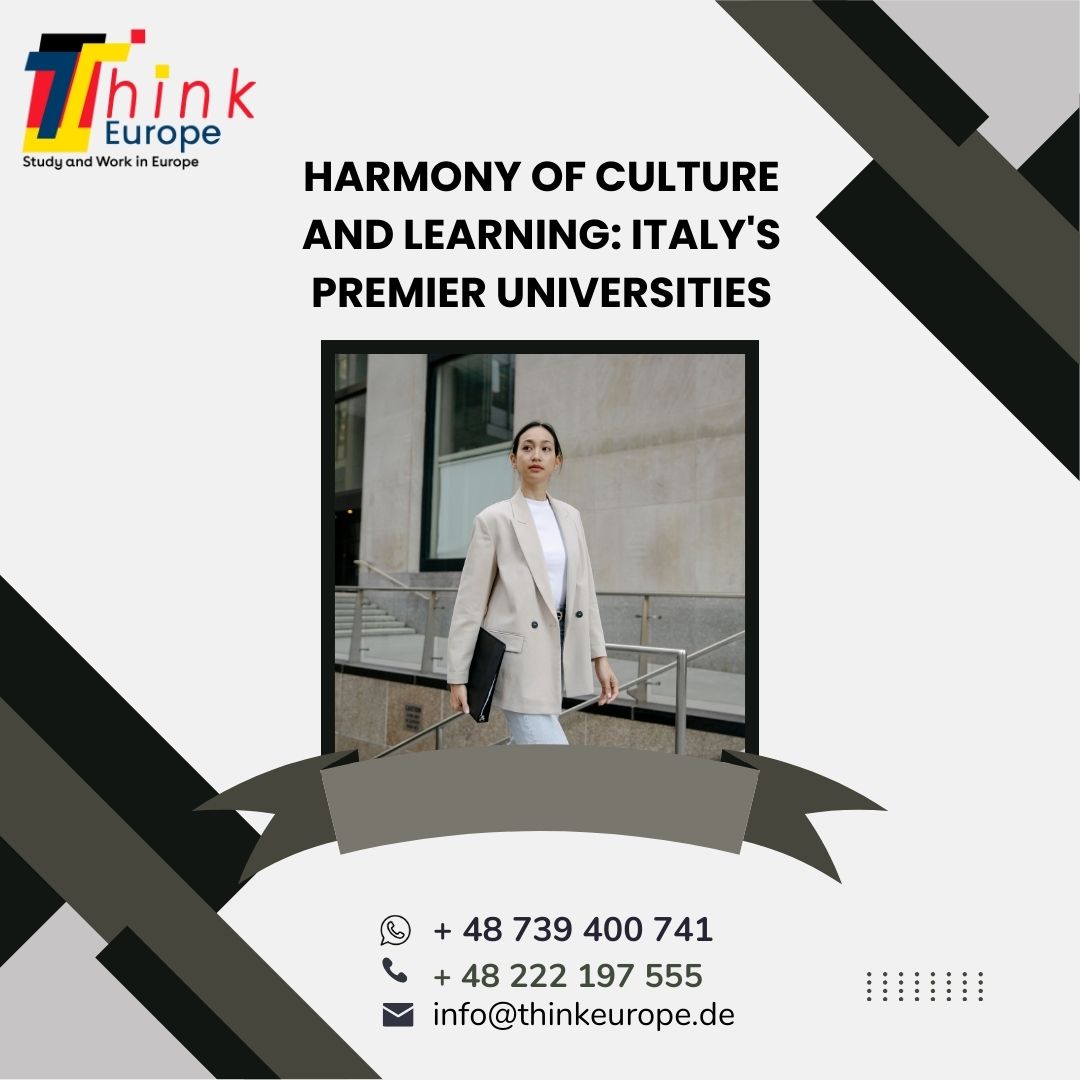 Think
Europe
Study and Work in Europe
HARMONY OF CULTURE
AND LEARNING: ITALY'S
PREMIER UNIVERSITIES
CAUTION
+ 48 739 400 741
+ 48 222 197 555
info@thinkeurope.de